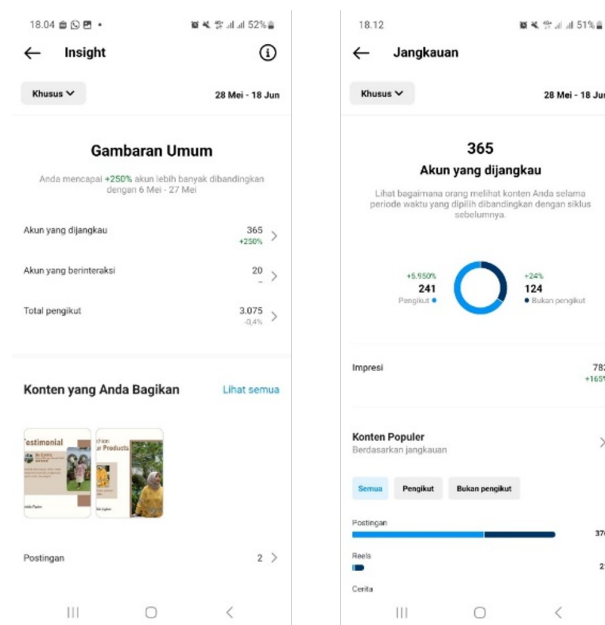 18.04
52%
Insight
Khusus
28 Mei - 18 Jun
Gambaran Umum
Anda mencapai +250% akun lebih banyak dibandingkan
dengan 6 Mei - 27 Mei
Akun yang dijangkau
365
+250%
Akun yang berinteraksi
20
--
Total pengikut
3.075
-0,4%
Konten yang Anda Bagikan
Lihat semua
Testimonial
Products
Postingan
2
18.12
51%
Jangkauan
Khusus
28 Mei - 18 Jun
365
Akun yang dijangkau
Lihat bagaimana orang melihat konten Anda selama
periode waktu yang dipilih dibandingkan dengan siklus
sebelumnya.
+5.950%
241
Pengikut
+24%
124
Bukan pengikut
Impresi
782
+165%
Konten Populer
Berdasarkan jangkauan
Semua
Pengikut
Bukan pengikut
Postingan
Reels
Cerita